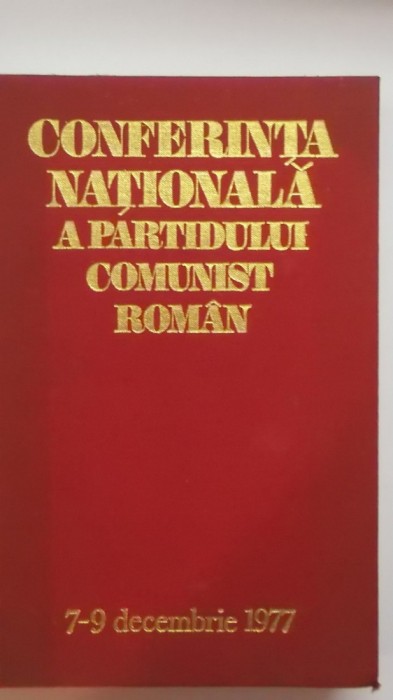 CONFERINȚA
NAȚIONALĂ
A PARTIDULUI
COMUNIST
ROMÂN
7-9 decembrie 1977